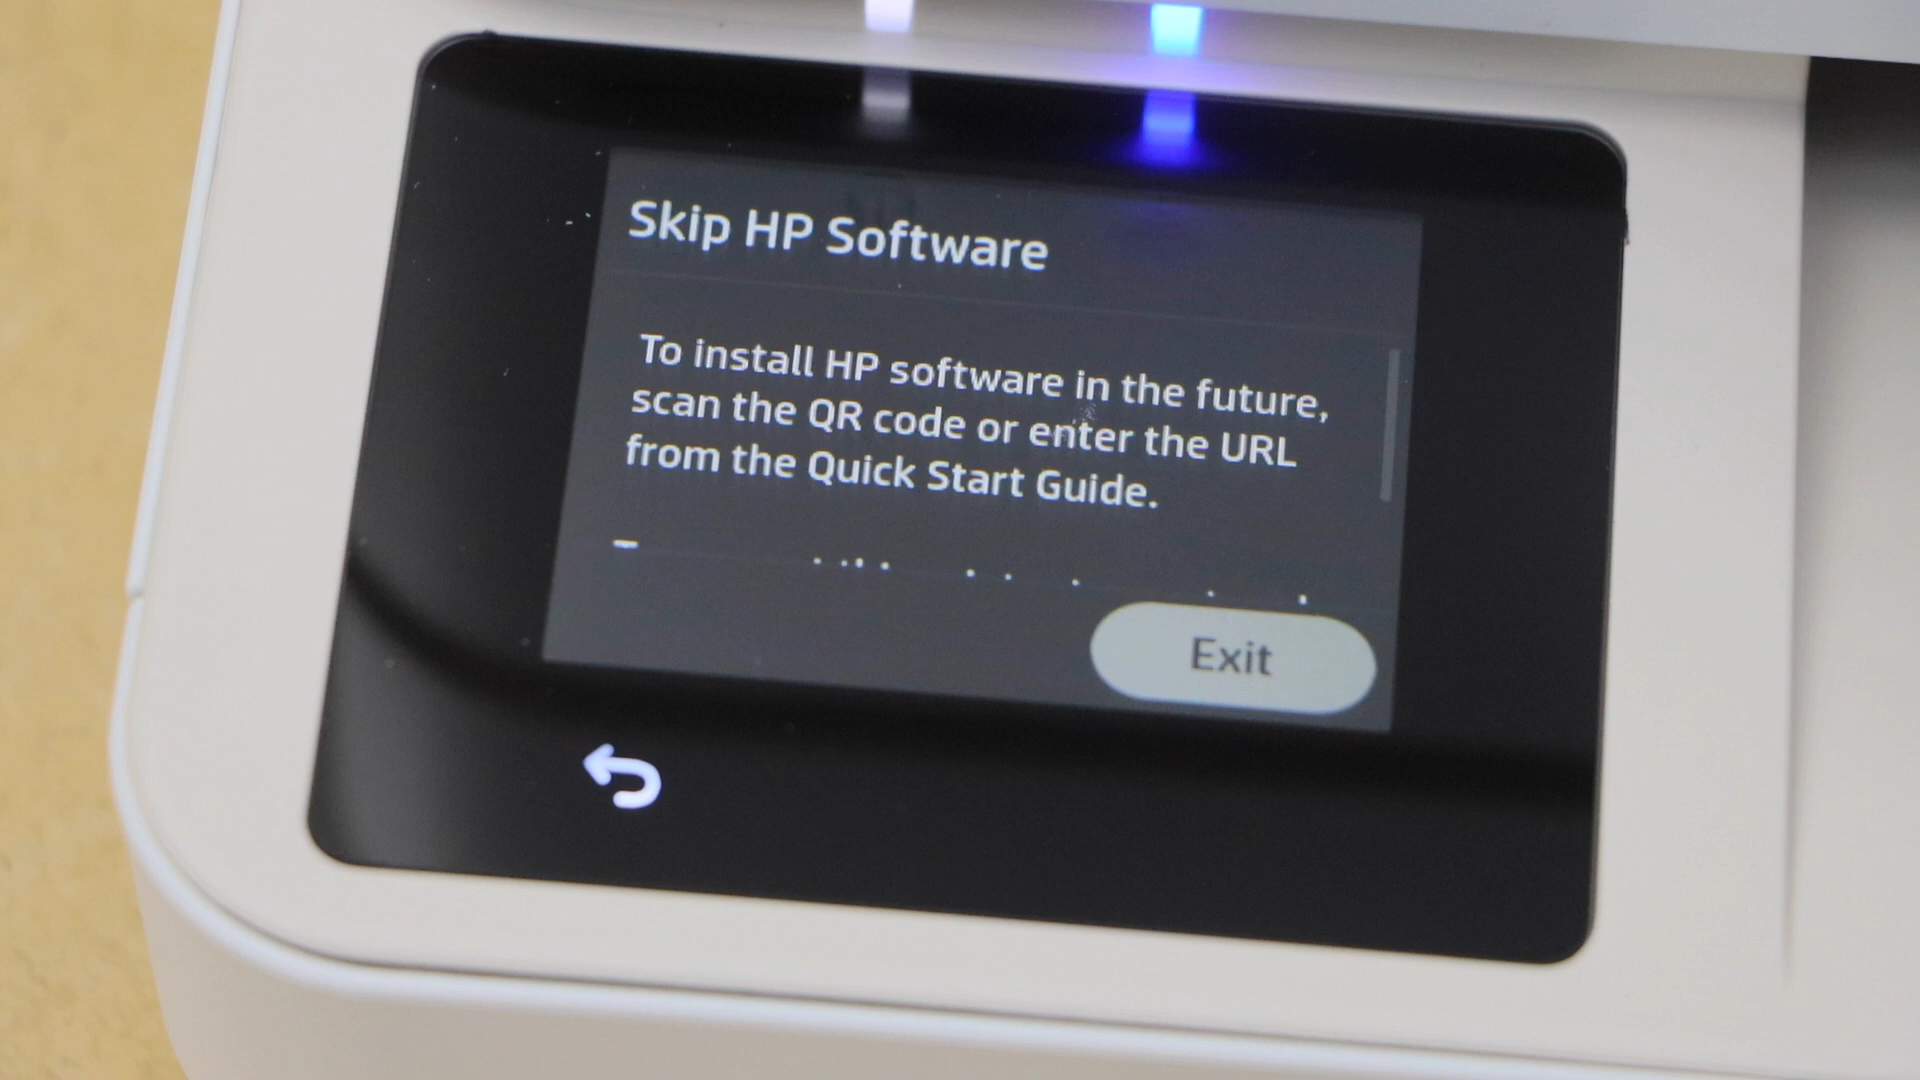 Skip HP Software
To install HP software in the future,
scan the QR code or enter the URL
from the Quick Start Guide.
Exit